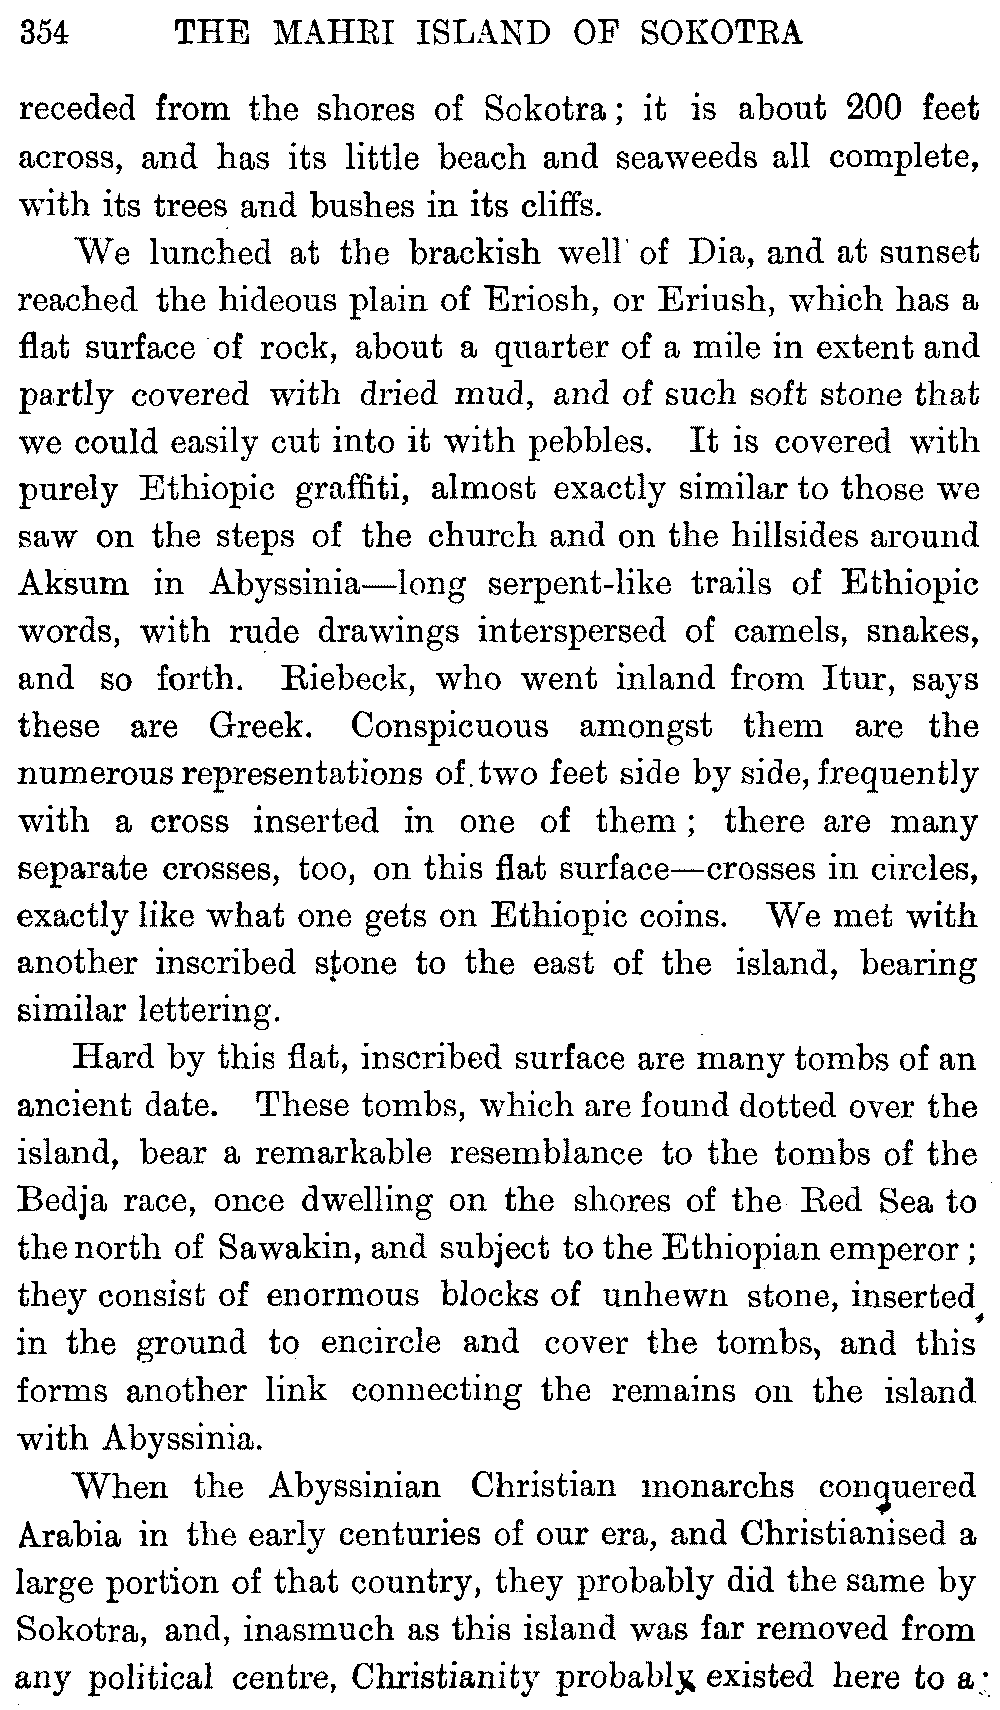 354 THE MAHRI ISLAND OF SOKOTRA
receded from the shores of Sokotra; it is about 200 feet
across, and has its little beach and seaweeds all complete,
with its trees and bushes in its cliffs.
We lunched at the brackish well of Dia, and at sunset
reached the hideous plain of Eriosh, or Eriush, which has a
flat surface of rock, about a quarter of a mile in extent and
partly covered with dried mud, and of such soft stone that
we could easily cut into it with pebbles. It is covered with
purely Ethiopic graffiti, almost exactly similar to those we
saw on the steps of the church and on the hillsides around
Aksum in Abyssinia—long serpent-like trails of Ethiopic
words, with rude drawings interspersed of camels, snakes,
and so forth. Riebeck, who went inland from Itur, says
these are Greek. Conspicuous amongst them are the
numerous representations of two feet side by side, frequently
with a cross inserted in one of them; there are many
separate crosses, too, on this flat surface—crosses in circles,
exactly like what one gets on Ethiopic coins. We met with
another inscribed stone to the east of the island, bearing
similar lettering.
Hard by this flat, inscribed surface are many tombs of an
ancient date. These tombs, which are found dotted over the
island, bear a remarkable resemblance to the tombs of the
Bedja race, once dwelling on the shores of the Red Sea to
the north of Sawakin, and subject to the Ethiopian emperor;
they consist of enormous blocks of unhewn stone, inserted
in the ground to encircle and cover the tombs, and this
forms another link connecting the remains on the island
with Abyssinia.
When the Abyssinian Christian monarchs conquered
Arabia in the early centuries of our era, and Christianised a
large portion of that country, they probably did the same by
Sokotra, and, inasmuch as this island was far removed from
any political centre, Christianity probably existed here to a